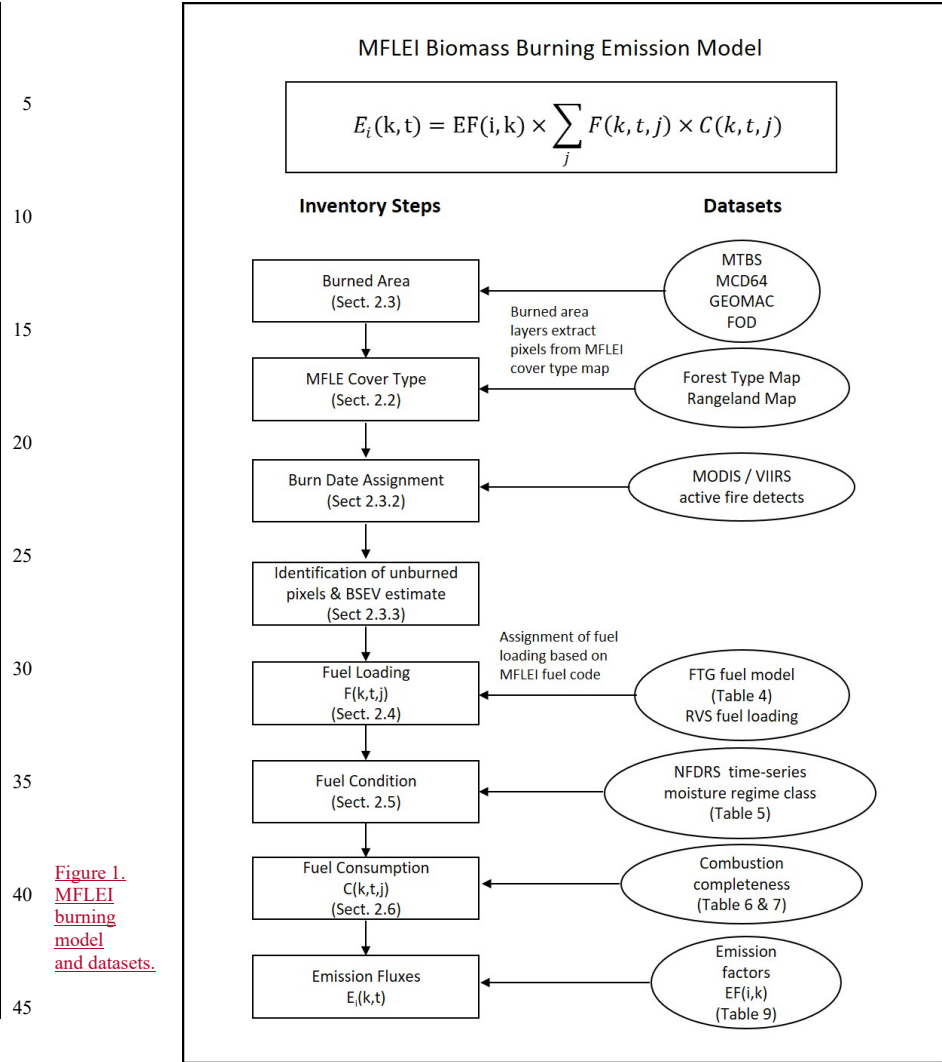 MFLEI Biomass Burning Emission Model
5
E_i(k,t) = EF(i,k) × ∑_j F(k,t,j) × C(k,t,j)
10
Inventory Steps
Datasets
Burned Area
(Sect. 2.3)
MTBS
MCD64
GEOMAC
FOD
15
Burned area
layers extract
pixels from MFLEI
cover type map
MFLE Cover Type
(Sect. 2.2)
Forest Type Map
Rangeland Map
20
Burn Date Assignment
(Sect 2.3.2)
MODIS / VIIRS
active fire detects
25
Identification of unburned
pixels & BSEV estimate
(Sect 2.3.3)
30
Assignment of fuel
loading based on
MFLEI fuel code
Fuel Loading
F(k,t,j)
(Sect. 2.4)
FTG fuel model
(Table 4)
RVS fuel loading
35
Fuel Condition
(Sect. 2.5)
NFDRS time-series
moisture regime class
(Table 5)
40
Figure 1.
MFLEI
burning
model
and datasets.
Fuel Consumption
C(k,t,j)
(Sect. 2.6)
Combustion
completeness
(Table 6 & 7)
45
Emission Fluxes
E_i(k,t)
Emission
factors
EF(i,k)
(Table 9)